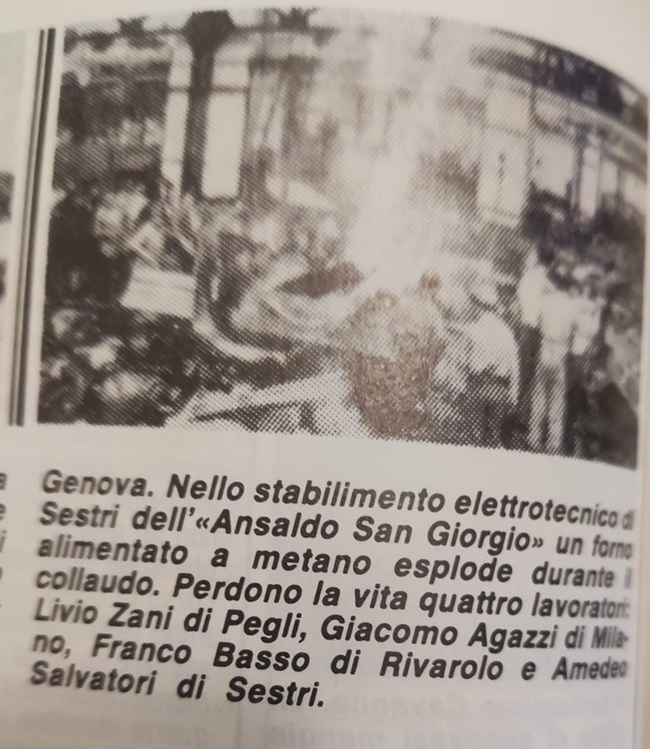 Genova. Nello stabilimento elettrotecnico di
Sestri dell'«Ansaldo San Giorgio» un forno
alimentato a metano esplode durante il
collaudo. Perdono la vita quattro lavoratori:
Livio Zani di Pegli, Giacomo Agazzi di Mila-
no, Franco Basso di Rivarolo e Amedeo
Salvatori di Sestri.